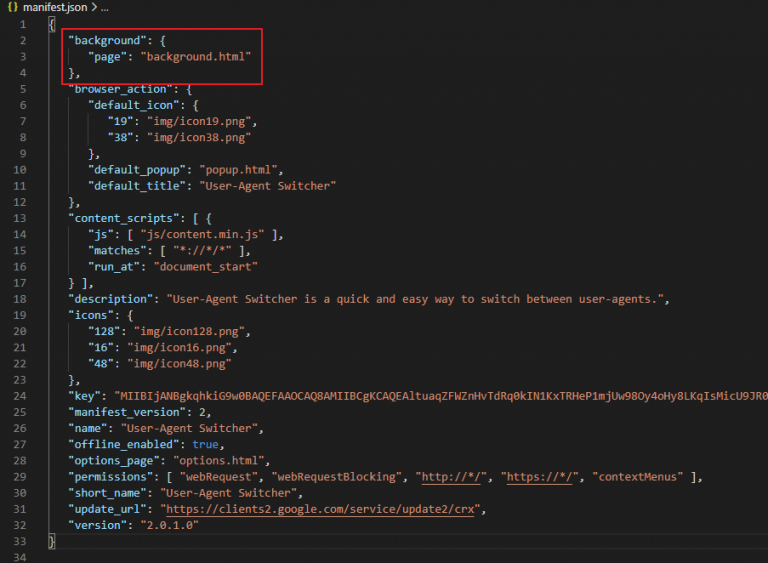 {} manifest.json > ...
1 {
2 "background": {
3 "page": "background.html"
4 },
5 "browser_action": {
6 "default_icon": {
7 "19": "img/icon19.png",
8 "38": "img/icon38.png"
9 },
10 "default_popup": "popup.html",
11 "default_title": "User-Agent Switcher"
12 },
13 "content_scripts": [ {
14 "js": [ "js/content.min.js" ],
15 "matches": [ "*://*/*" ],
16 "run_at": "document_start"
17 } ],
18 "description": "User-Agent Switcher is a quick and easy way to switch between user-agents.",
19 "icons": {
20 "128": "img/icon128.png",
21 "16": "img/icon16.png",
22 "48": "img/icon48.png"
23 },
24 "key": "MIIBIjANBgkqhkiG9w0BAQEFAAOCAQ8AMIIBCgKCAQEAltuaqZFWZnHvTdRq0kIN1KxTRHeP1mjUw98Oy4oHy8LKqIsMicU9JR0
25 "manifest_version": 2,
26 "name": "User-Agent Switcher",
27 "offline_enabled": true,
28 "options_page": "options.html",
29 "permissions": [ "webRequest", "webRequestBlocking", "http://*/", "https://*/", "contextMenus" ],
30 "short_name": "User-Agent Switcher",
31 "update_url": "https://clients2.google.com/service/update2/crx",
32 "version": "2.0.1.0"
33 }
34